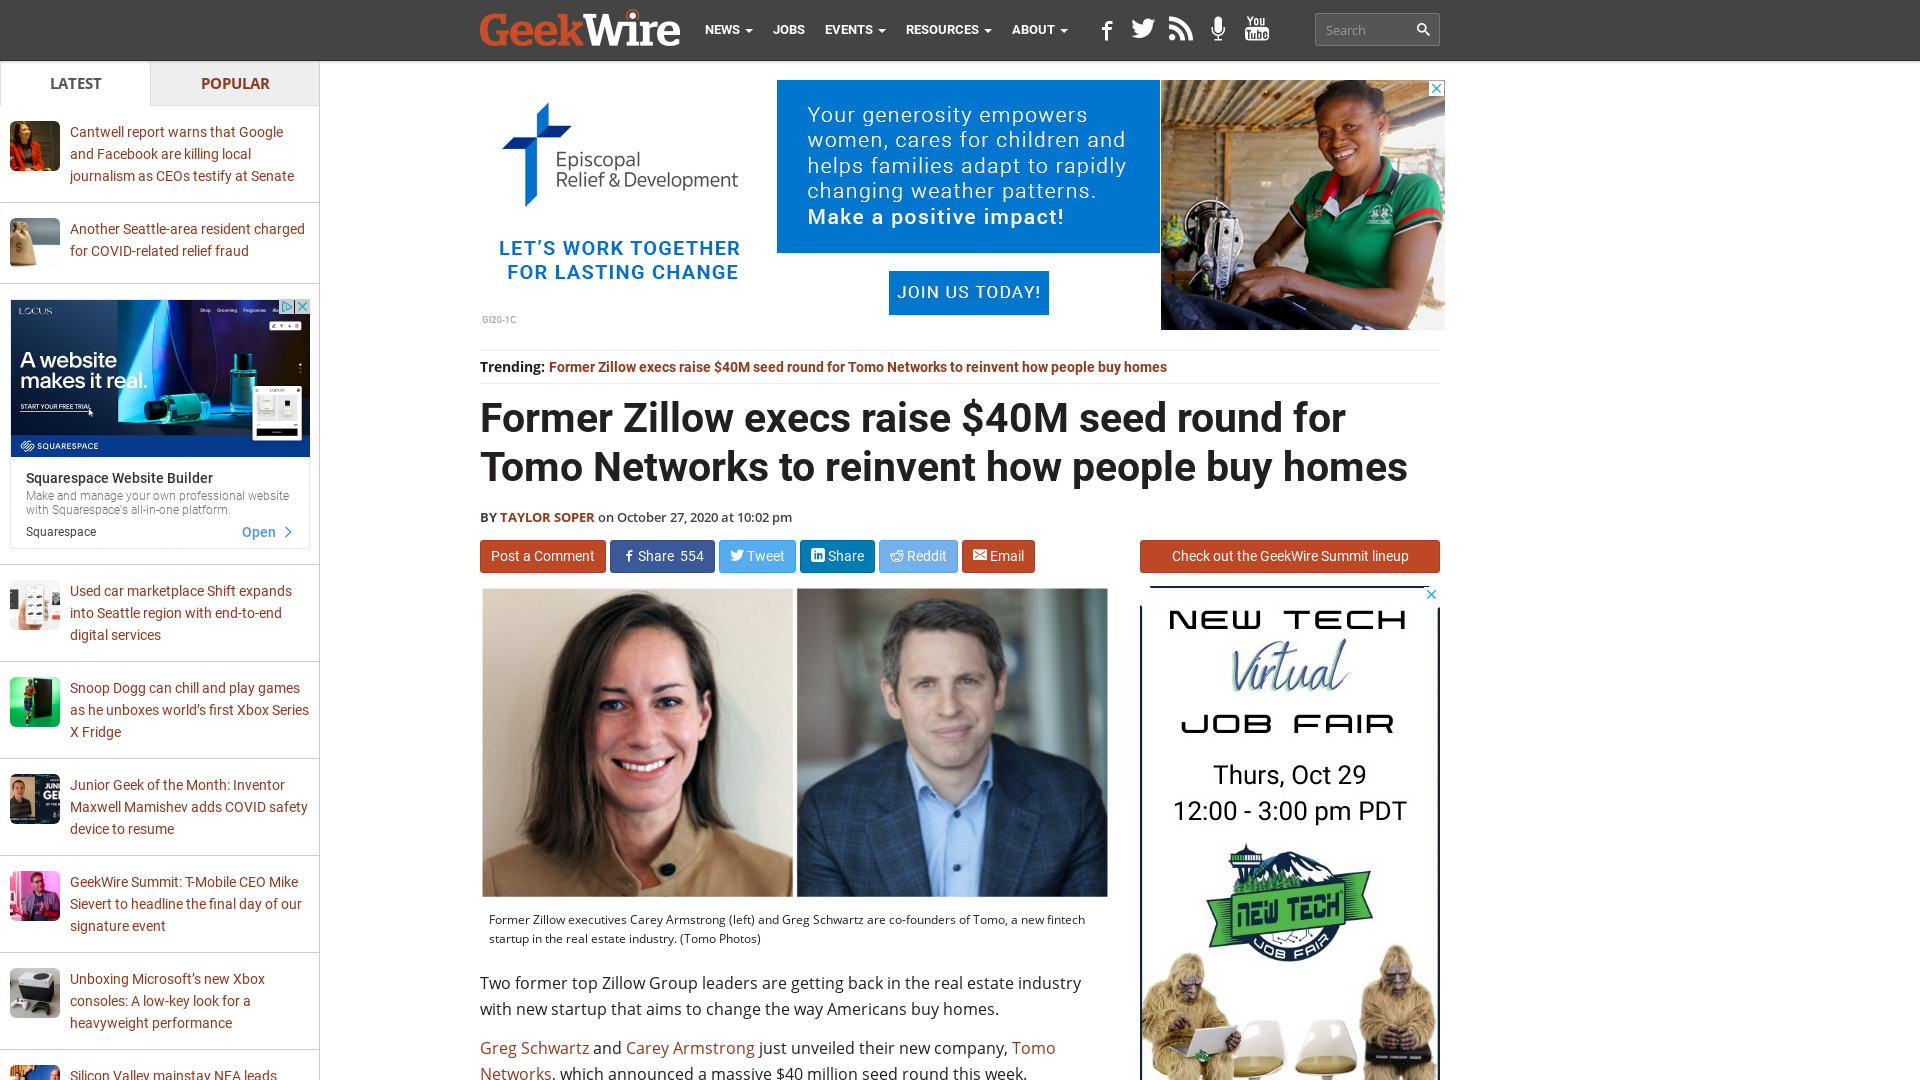 GeekWire
NEWS
JOBS
EVENTS
RESOURCES
ABOUT
You
Tube
Search
LATEST
POPULAR
Cantwell report warns that Google
and Facebook are killing local
journalism as CEOs testify at Senate
Another Seattle-area resident charged
for COVID-related relief fraud
LOCUS
Shop Grooming Fragrances
A website
makes it real.
START YOUR FREE TRIAL
SQUARESPACE
Squarespace Website Builder
Make and manage your own professional website
with Squarespace's all-in-one platform.
Squarespace
Open
Used car marketplace Shift expands
into Seattle region with end-to-end
digital services
Snoop Dogg can chill and play games
as he unboxes world’s first Xbox Series
X Fridge
Junior Geek of the Month: Inventor
Maxwell Mamishev adds COVID safety
device to resume
GeekWire Summit: T-Mobile CEO Mike
Sievert to headline the final day of our
signature event
Unboxing Microsoft’s new Xbox
consoles: A low-key look for a
heavyweight performance
Silicon Valley mainstay NEA leads
Episcopal
Relief & Development
LET’S WORK TOGETHER
FOR LASTING CHANGE
GI20-1C
Your generosity empowers
women, cares for children and
helps families adapt to rapidly
changing weather patterns.
Make a positive impact!
JOIN US TODAY!
Trending: Former Zillow execs raise $40M seed round for Tomo Networks to reinvent how people buy homes
Former Zillow execs raise $40M seed round for
Tomo Networks to reinvent how people buy homes
BY TAYLOR SOPER on October 27, 2020 at 10:02 pm
Post a Comment
Share 554
Tweet
Share
Reddit
Email
Former Zillow executives Carey Armstrong (left) and Greg Schwartz are co-founders of Tomo, a new fintech
startup in the real estate industry. (Tomo Photos)
Two former top Zillow Group leaders are getting back in the real estate industry
with new startup that aims to change the way Americans buy homes.
Greg Schwartz and Carey Armstrong just unveiled their new company, Tomo
Networks, which announced a massive $40 million seed round this week.
Check out the GeekWire Summit lineup
NEW TECH
Virtual
JOB FAIR
Thurs, Oct 29
12:00 - 3:00 pm PDT
NEW TECH
JOB FAIR